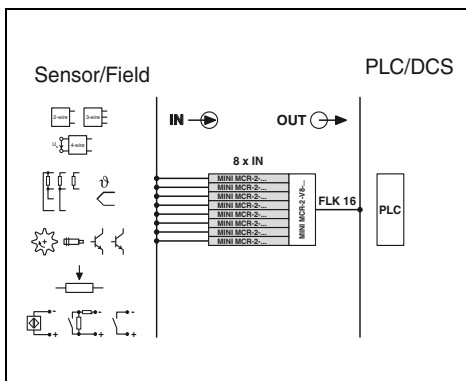 Sensor/Field
PLC/DCS
2-wire
3-wire
Us
4-wire
IN
OUT
ϑ
8 x IN
MINI MCR-2-...
MINI MCR-2-...
MINI MCR-2-...
MINI MCR-2-...
MINI MCR-2-...
MINI MCR-2-...
MINI MCR-2-...
MINI MCR-2-...
MINI MCR-2-V8-...
FLK 16
PLC
+
-
+
-
+
-
+